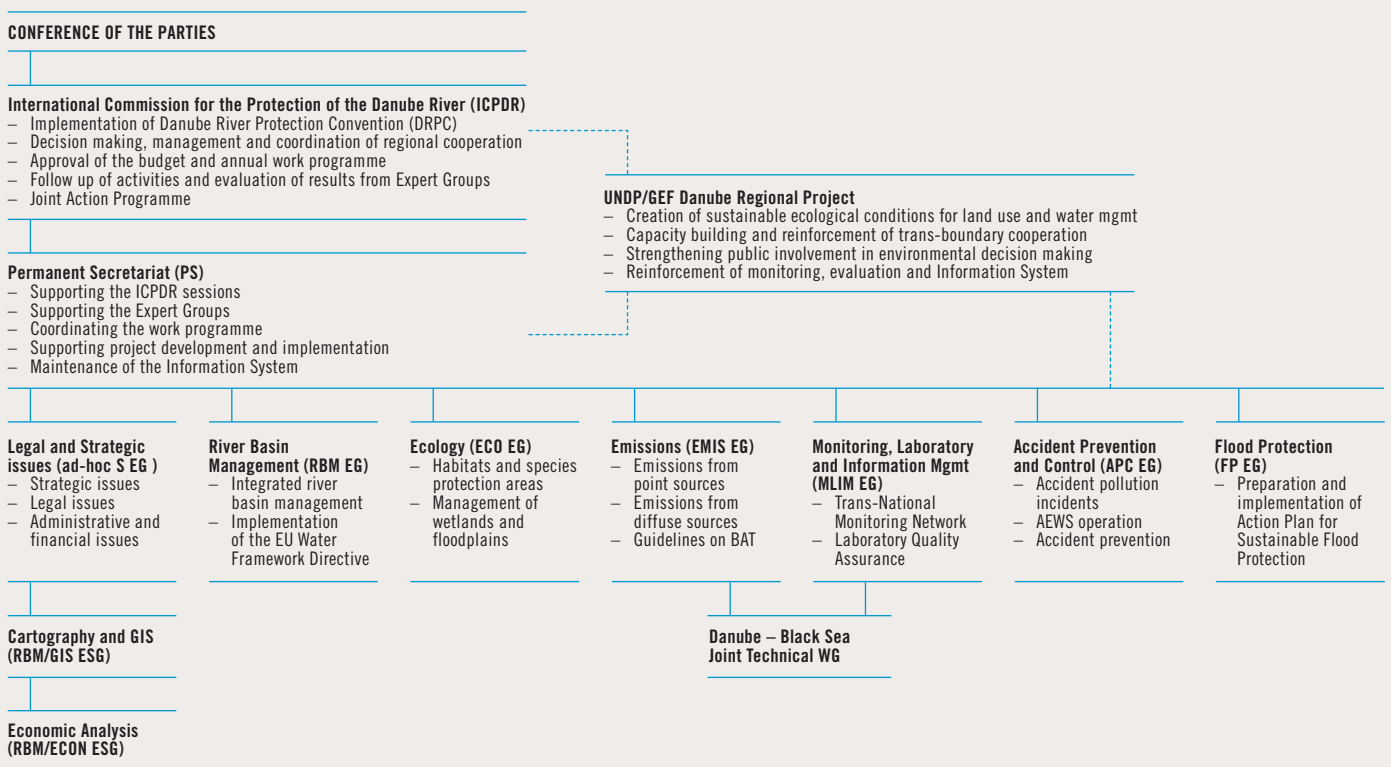 CONFERENCE OF THE PARTIES
International Commission for the Protection of the Danube River (ICPDR)
– Implementation of Danube River Protection Convention (DRPC)
– Decision making, management and coordination of regional cooperation
– Approval of the budget and annual work programme
– Follow up of activities and evaluation of results from Expert Groups
– Joint Action Programme
UNDP/GEF Danube Regional Project
– Creation of sustainable ecological conditions for land use and water mgmt
– Capacity building and reinforcement of trans-boundary cooperation
– Strengthening public involvement in environmental decision making
– Reinforcement of monitoring, evaluation and Information System
Permanent Secretariat (PS)
– Supporting the ICPDR sessions
– Supporting the Expert Groups
– Coordinating the work programme
– Supporting project development and implementation
– Maintenance of the Information System
Legal and Strategic
issues (ad-hoc S EG )
– Strategic issues
– Legal issues
– Administrative and
financial issues
River Basin
Management (RBM EG)
– Integrated river
basin management
– Implementation
of the EU Water
Framework Directive
Ecology (ECO EG)
– Habitats and species
protection areas
– Management of
wetlands and
floodplains
Emissions (EMIS EG)
– Emissions from
point sources
– Emissions from
diffuse sources
– Guidelines on BAT
Monitoring, Laboratory
and Information Mgmt
(MLIM EG)
– Trans-National
Monitoring Network
– Laboratory Quality
Assurance
Accident Prevention
and Control (APC EG)
– Accident pollution
incidents
– AEWS operation
– Accident prevention
Flood Protection
(FP EG)
– Preparation and
implementation of
Action Plan for
Sustainable Flood
Protection
Cartography and GIS
(RBM/GIS ESG)
Danube – Black Sea
Joint Technical WG
Economic Analysis
(RBM/ECON ESG)